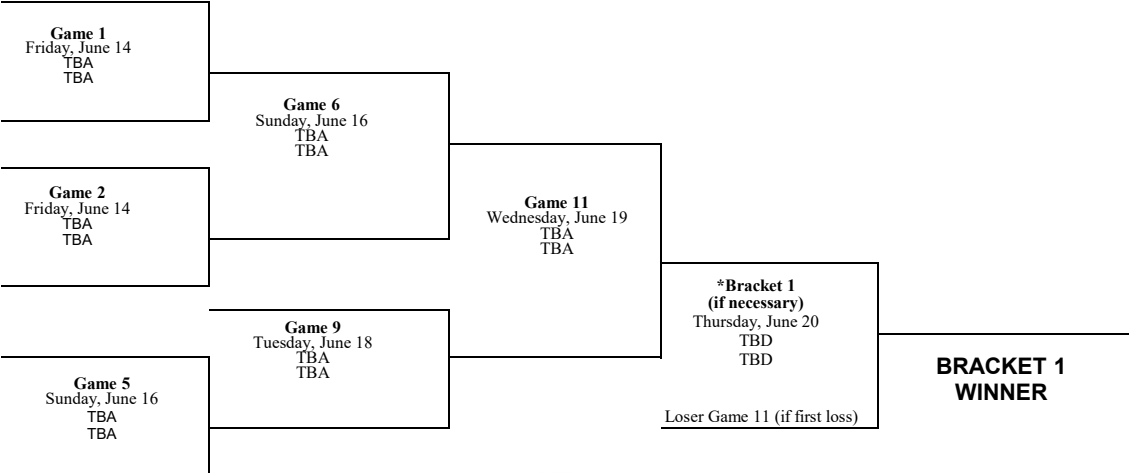 Game 1
Friday, June 14
TBA
TBA
Game 6
Sunday, June 16
TBA
TBA
Game 2
Friday, June 14
TBA
TBA
Game 11
Wednesday, June 19
TBA
TBA
*Bracket 1
(if necessary)
Thursday, June 20
TBD
TBD
Game 9
Tuesday, June 18
TBA
TBA
BRACKET 1
WINNER
Game 5
Sunday, June 16
TBA
TBA
Loser Game 11 (if first loss)